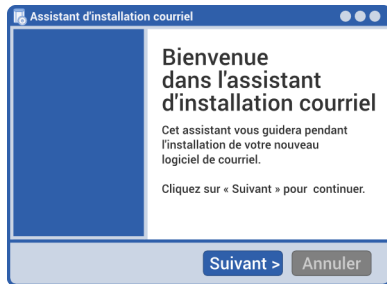 Assistant d'installation courriel
Bienvenue
dans l'assistant
d'installation courriel
Cet assistant vous guidera pendant
l'installation de votre nouveau
logiciel de courriel.
Cliquez sur « Suivant » pour continuer.
Suivant >
Annuler